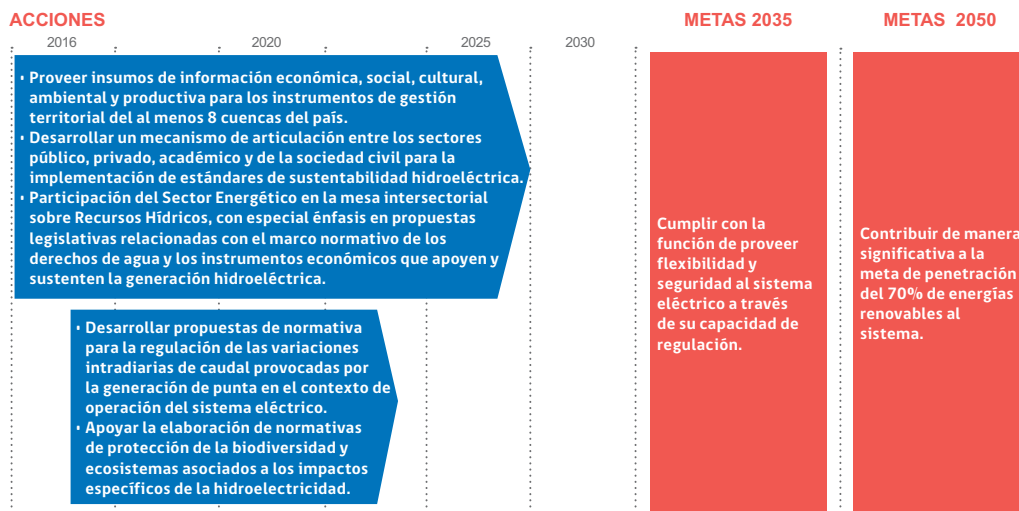 ACCIONES
METAS 2035
METAS 2050
2016
2020
2025
2030
• Proveer insumos de información económica, social, cultural,
ambiental y productiva para los instrumentos de gestión
territorial del al menos 8 cuencas del país.
• Desarrollar un mecanismo de articulación entre los sectores
público, privado, académico y de la sociedad civil para la
implementación de estándares de sustentabilidad hidroeléctrica.
• Participación del Sector Energético en la mesa intersectorial
sobre Recursos Hídricos, con especial énfasis en propuestas
legislativas relacionadas con el marco normativo de los
derechos de agua y los instrumentos económicos que apoyen y
sustenten la generación hidroeléctrica.
• Desarrollar propuestas de normativa
para la regulación de las variaciones
intradiarias de caudal provocadas por
la generación de punta en el contexto de
operación del sistema eléctrico.
• Apoyar la elaboración de normativas
de protección de la biodiversidad y
ecosistemas asociados a los impactos
específicos de la hidroelectricidad.
Cumplir con la
función de proveer
flexibilidad y
seguridad al sistema
eléctrico a través
de su capacidad de
regulación.
Contribuir de manera
significativa a la
meta de penetración
del 70% de energías
renovables al
sistema.